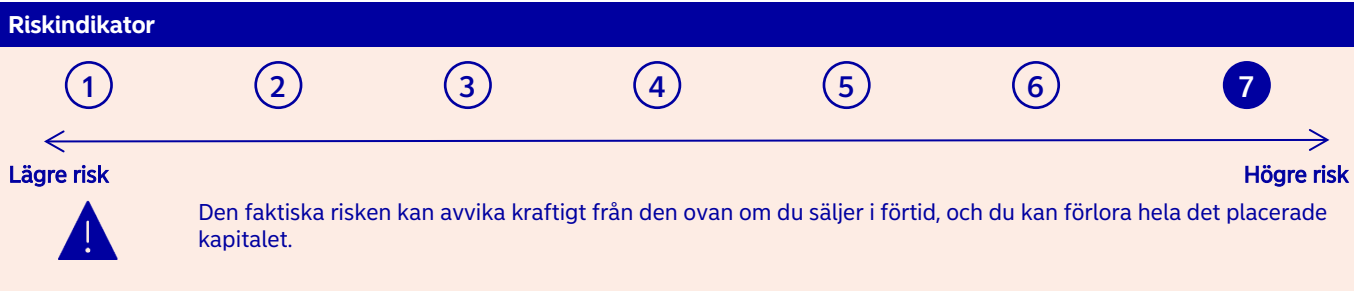 Riskindikator
1 2 3 4 5 6 7
Lägre risk Högre risk
Den faktiska risken kan avvika kraftigt från den ovan om du säljer i förtid, och du kan förlora hela det placerade
kapitalet.